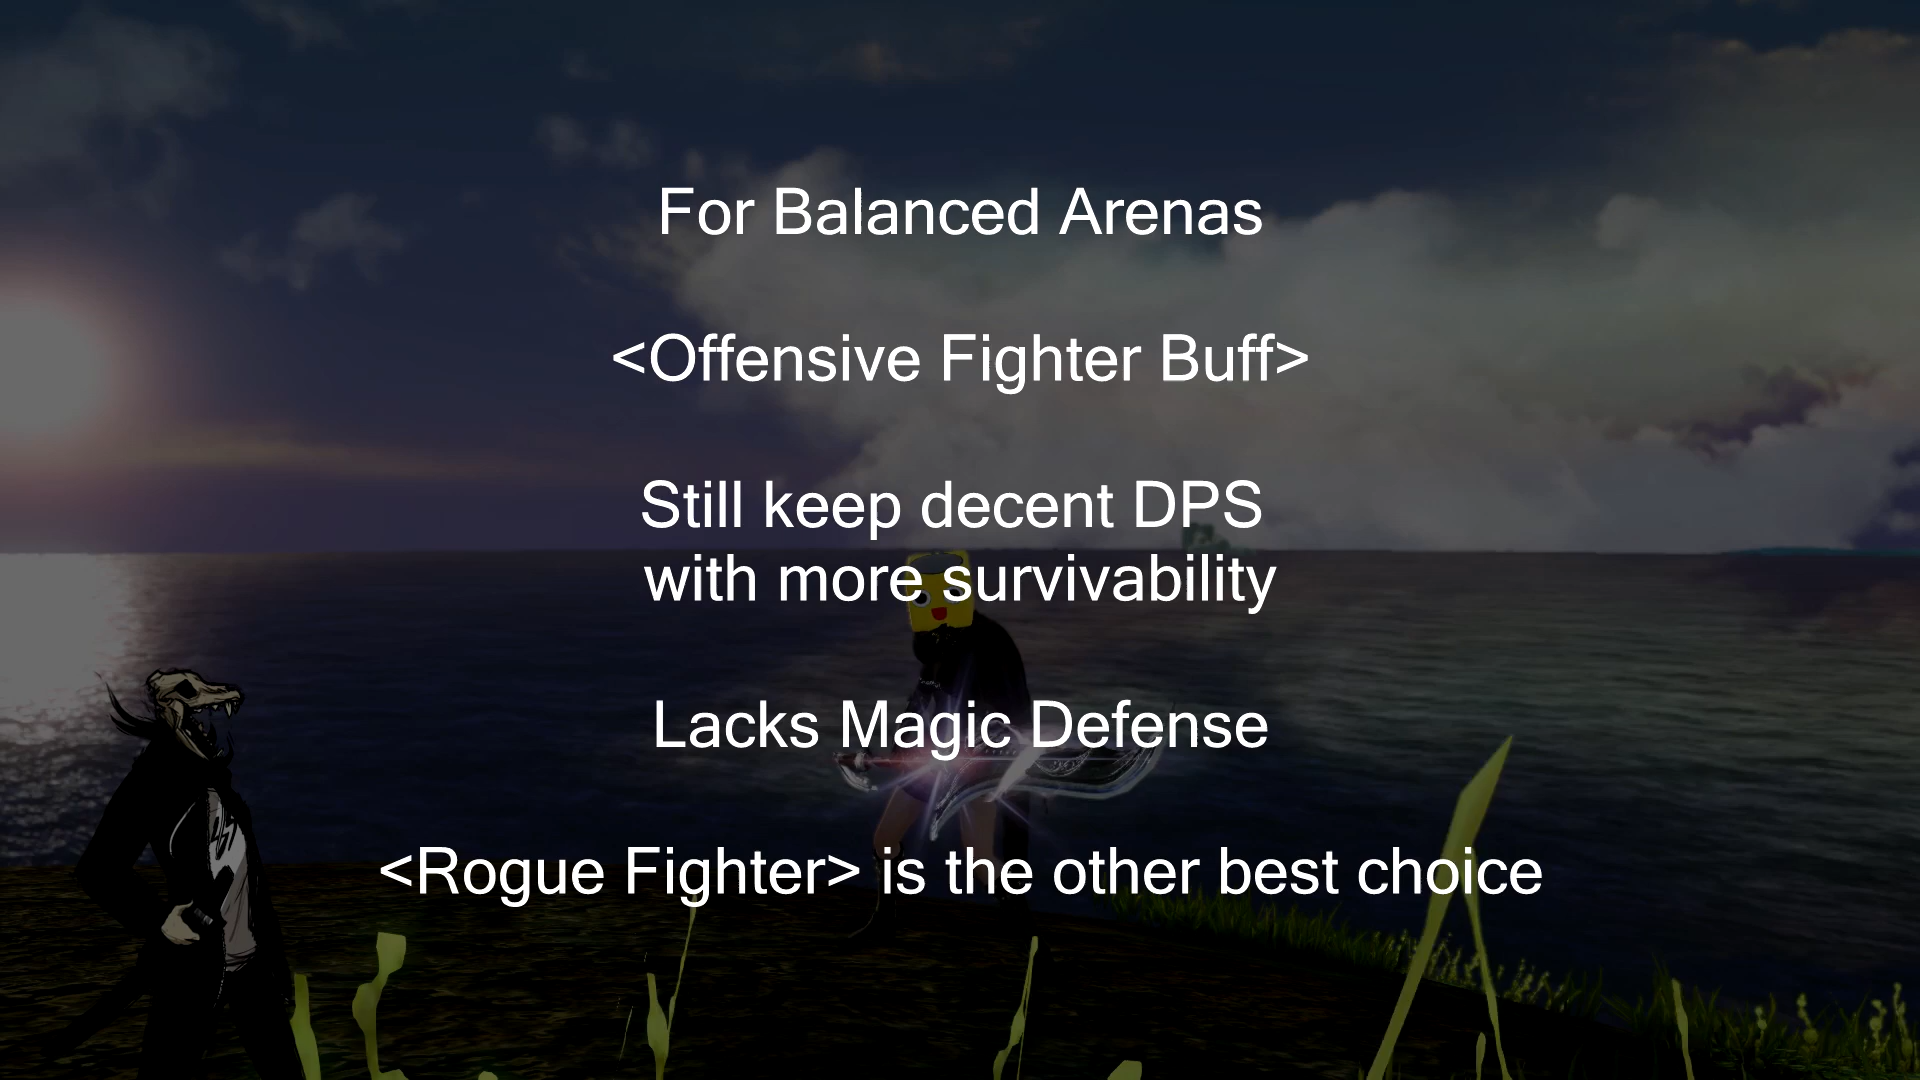 For Balanced Arenas
<Offensive Fighter Buff>
Still keep decent DPS
with more survivability
Lacks Magic Defense
<Rogue Fighter> is the other best choice